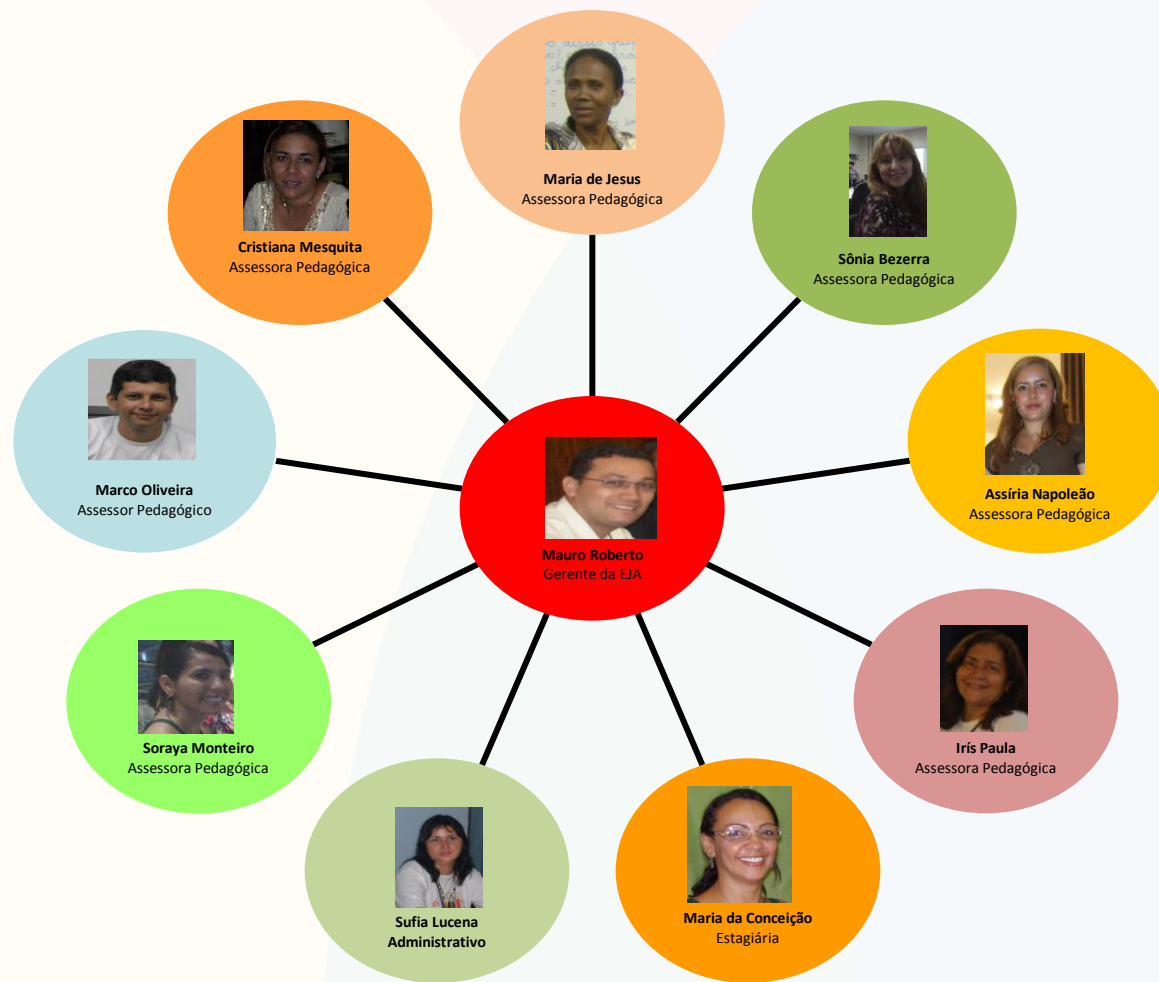 Maria de Jesus
Assessora Pedagógica
Cristiana Mesquita
Assessora Pedagógica
Sônia Bezerra
Assessora Pedagógica
Marco Oliveira
Assessor Pedagógico
Assíria Napoleão
Assessora Pedagógica
Mauro Roberto
Gerente da EJA
Soraya Monteiro
Assessora Pedagógica
Irís Paula
Assessora Pedagógica
Sufia Lucena
Administrativo
Maria da Conceição
Estagiária